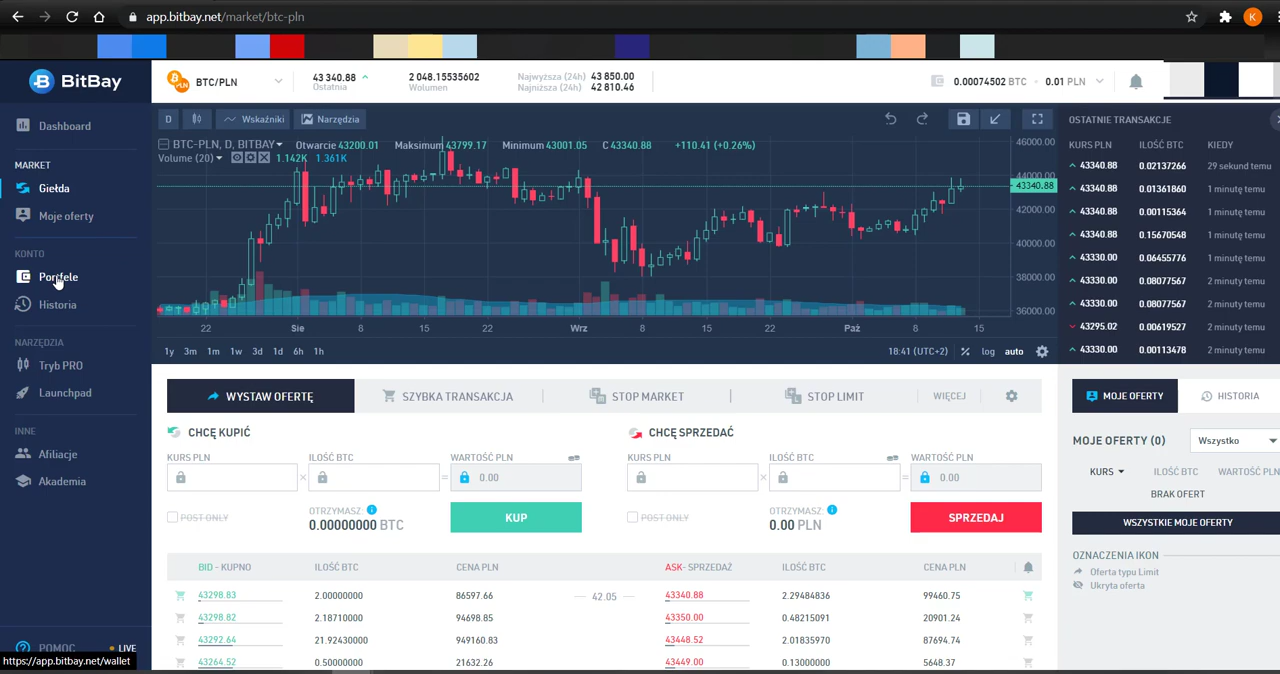 app.bitbay.net/market/btc-pln
K
BitBay
BTC/PLN
43 340.88
Ostatnia
2 048.15535602
Wolumen
Najwyższa (24h) 43 850.00
Najniższa (24h) 42 810.46
0.00074502 BTC · 0.01 PLN
Dashboard
MARKET
Giełda
Moje oferty
KONTO
Portfele
Historia
NARZĘDZIA
Tryb PRO
Launchpad
INNE
Afiliacje
Akademia
POMOC
LIVE
https://app.bitbay.net/wallet
D
Wskaźniki
Narzędzia
BTC-PLN, D, BITBAY
Otwarcie 43200.01 Maksimum 43799.17 Minimum 43001.05 C 43340.88 +110.41 (+0.26%)
Volume (20) 1.142K 1.361K
46000.00
44000.00
43340.88
42000.00
40000.00
38000.00
36000.00
22 Sie 8 15 22 Wrz 8 15 22 Paź 8 15
1y 3m 1m 1w 3d 1d 6h 1h
18:41 (UTC+2) % log auto
OSTATNIE TRANSAKCJE
KURS PLN ILOŚĆ BTC KIEDY
43340.88 0.02137266 29 sekund temu
43340.88 0.01361860 1 minutę temu
43340.88 0.00115364 1 minutę temu
43340.88 0.15670548 1 minutę temu
43330.00 0.06455776 1 minutę temu
43330.00 0.08077567 2 minuty temu
43330.00 0.08077567 2 minuty temu
43295.02 0.00619527 2 minuty temu
43330.00 0.00113478 2 minuty temu
WYSTAW OFERTĘ
SZYBKA TRANSAKCJA
STOP MARKET
STOP LIMIT
WIĘCEJ
CHCĘ KUPIĆ
KURS PLN ILOŚĆ BTC WARTOŚĆ PLN
× = 0.00
POST ONLY
OTRZYMASZ:
0.00000000 BTC
KUP
CHCĘ SPRZEDAĆ
KURS PLN ILOŚĆ BTC WARTOŚĆ PLN
× = 0.00
POST ONLY
OTRZYMASZ:
0.00 PLN
SPRZEDAJ
BID - KUPNO ILOŚĆ BTC CENA PLN
43298.83 2.00000000 86597.66
43298.82 2.18710000 94698.85
43292.64 21.92430000 949160.83
43264.52 0.50000000 21632.26
42.05
ASK- SPRZEDAŻ ILOŚĆ BTC CENA PLN
43340.88 2.29484836 99460.75
43350.00 0.48215091 20901.24
43448.52 2.01835970 87694.74
43449.00 0.13000000 5648.37
MOJE OFERTY
HISTORIA
MOJE OFERTY (0)
Wszystko
KURS ILOŚĆ BTC WARTOŚĆ PLN
BRAK OFERT
WSZYSTKIE MOJE OFERTY
OZNACZENIA IKON
Oferta typu Limit
Ukryta oferta